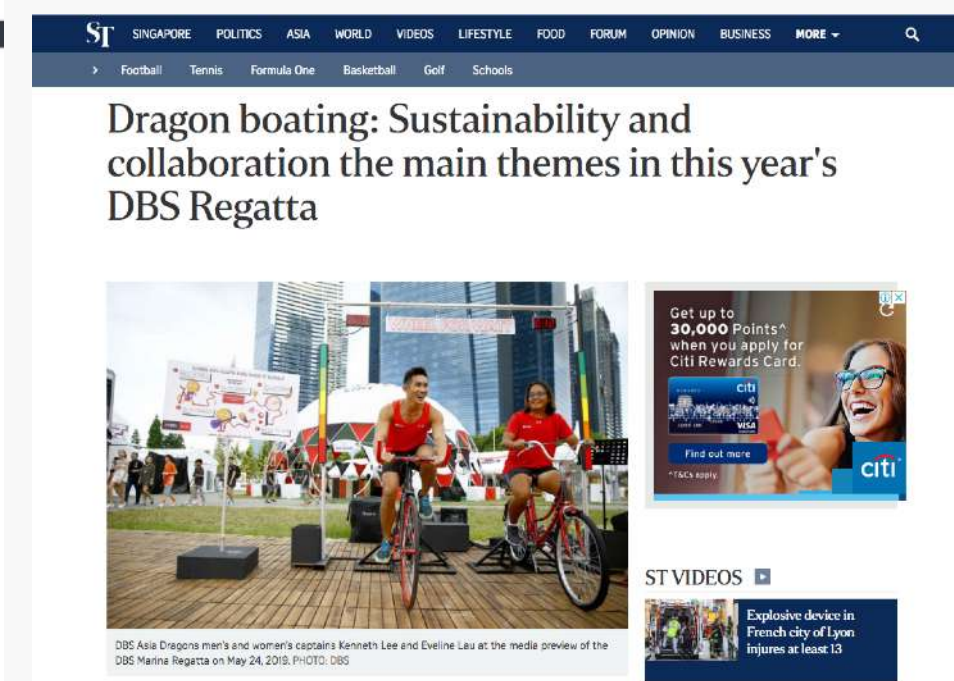 ST SINGAPORE POLITICS ASIA WORLD VIDEOS LIFESTYLE FOOD FORUM OPINION BUSINESS MORE
Football Tennis Formula One Basketball Golf Schools
Dragon boating: Sustainability and
collaboration the main themes in this year's
DBS Regatta
Get up to
30,000 Points^
when you apply for
Citi Rewards Card.
citi
VISA
Find out more
^T&Cs apply.
citi
DBS Asia Dragons men's and women's captains Kenneth Lee and Eveline Lau at the media preview of the
DBS Marina Regatta on May 24, 2019. PHOTO: DBS
ST VIDEOS
Explosive device in
French city of Lyon
injures at least 13